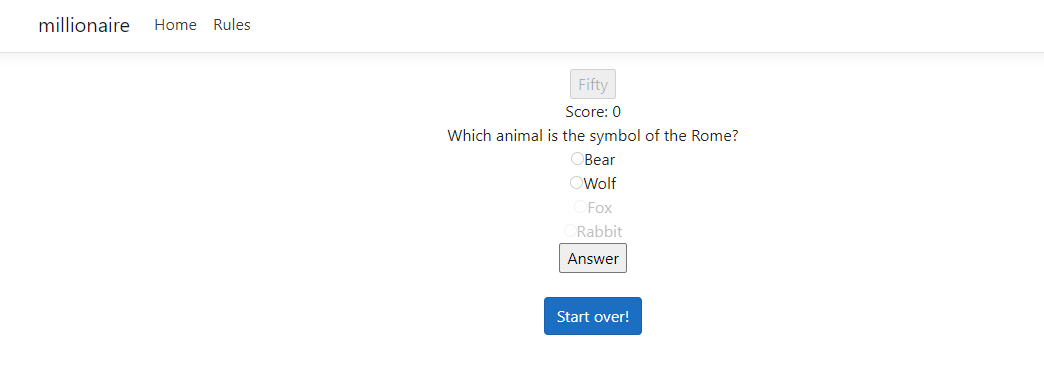 millionaire Home Rules
Fifty
Score: 0
Which animal is the symbol of the Rome?
Bear
Wolf
Fox
Rabbit
Answer
Start over!